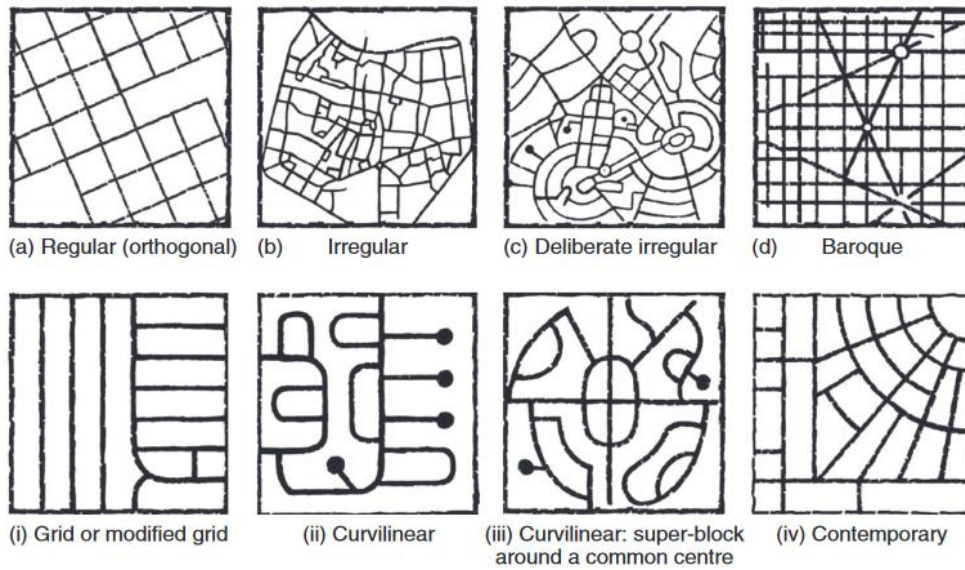 (a) Regular (orthogonal) (b) Irregular (c) Deliberate irregular (d) Baroque
(i) Grid or modified grid (ii) Curvilinear (iii) Curvilinear: super-block around a common centre (iv) Contemporary